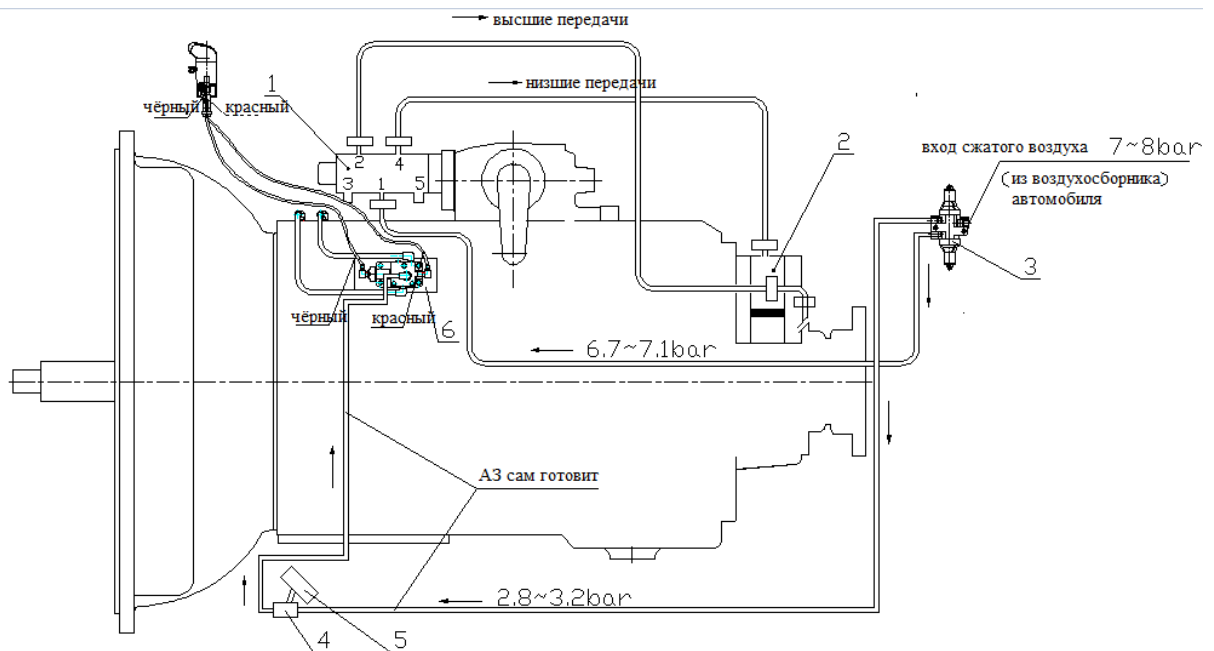 высшие передачи
низшие передачи
чёрный
красный
1
2
4
3
1
5
2
вход сжатого воздуха 7~8bar
(из воздухосборника)
автомобиля
3
чёрный
красный
6
6.7~7.1bar
АЗ сам готовит
2.8~3.2bar
4
5